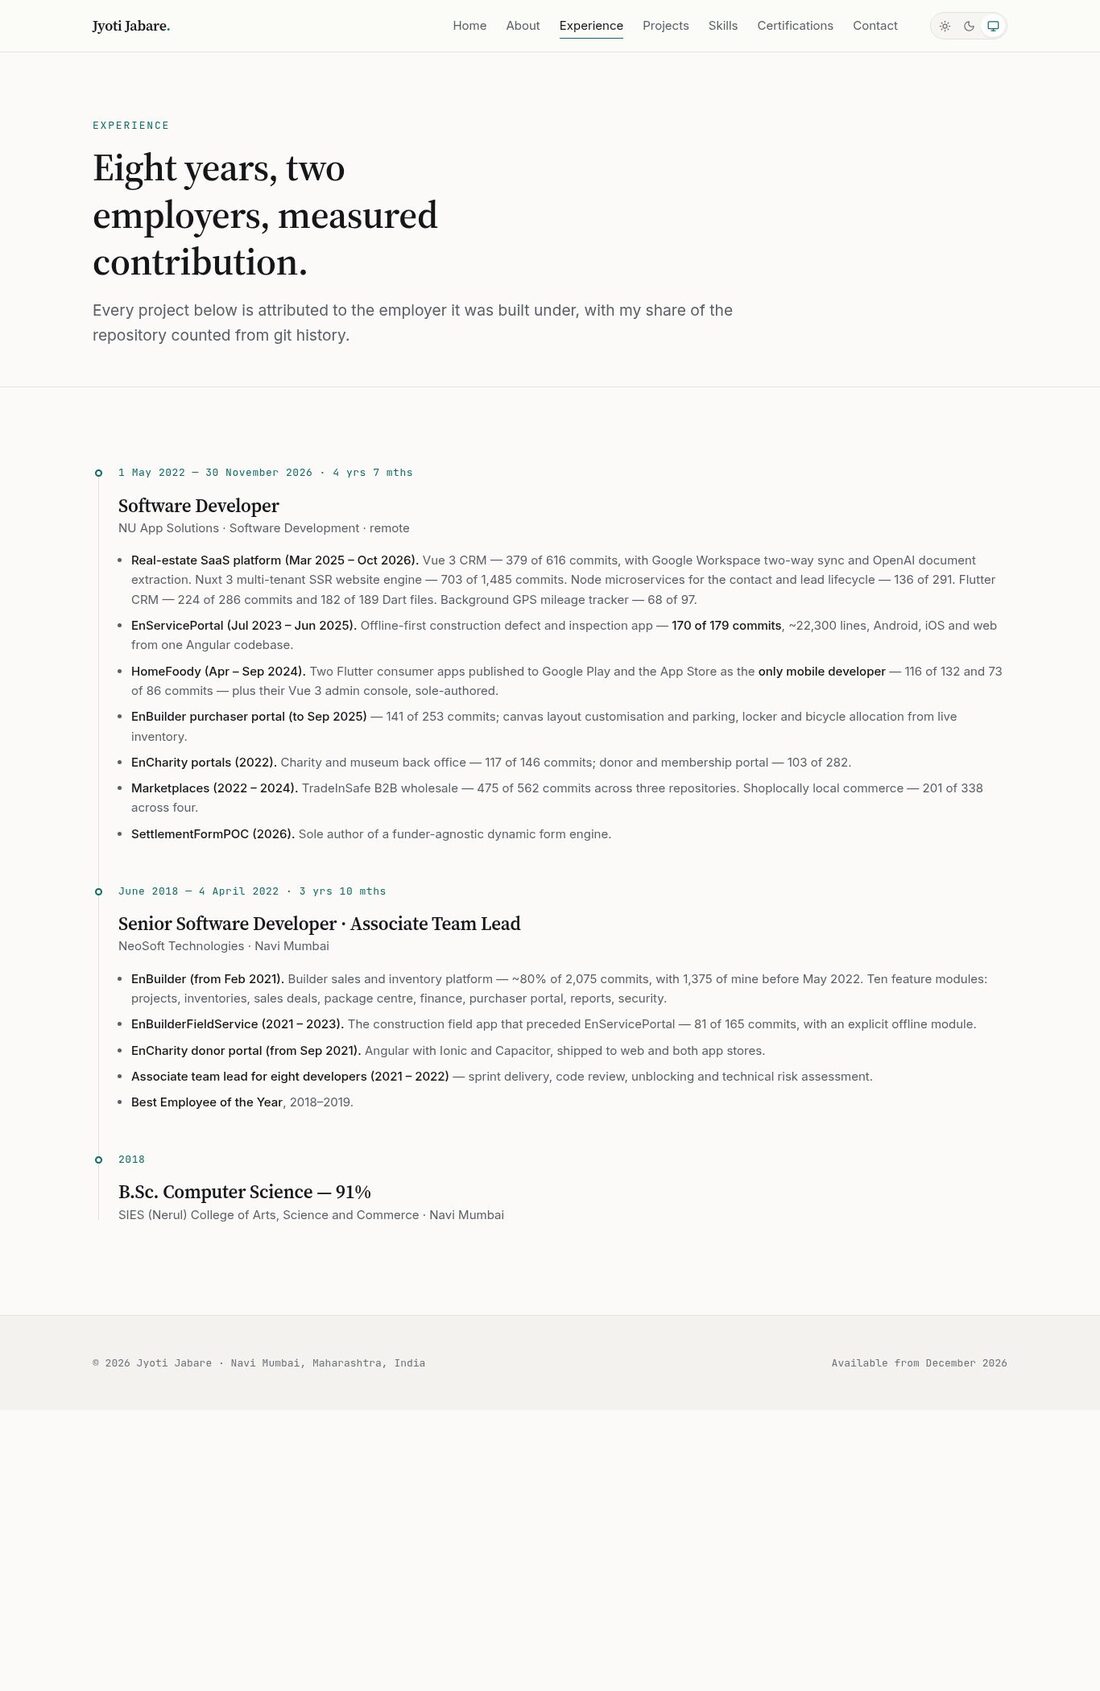 Jyoti Jabare.
Home About Experience Projects Skills Certifications Contact
EXPERIENCE
Eight years, two
employers, measured
contribution.
Every project below is attributed to the employer it was built under, with my share of the
repository counted from git history.
1 May 2022 — 30 November 2026 · 4 yrs 7 mths
Software Developer
NU App Solutions · Software Development · remote
• Real-estate SaaS platform (Mar 2025 – Oct 2026). Vue 3 CRM — 379 of 616 commits, with Google Workspace two-way sync and OpenAI document
extraction. Nuxt 3 multi-tenant SSR website engine — 703 of 1,485 commits. Node microservices for the contact and lead lifecycle — 136 of 291. Flutter
CRM — 224 of 286 commits and 182 of 189 Dart files. Background GPS mileage tracker — 68 of 97.
• EnServicePortal (Jul 2023 – Jun 2025). Offline-first construction defect and inspection app — 170 of 179 commits, ~22,300 lines, Android, iOS and web
from one Angular codebase.
• HomeFoody (Apr – Sep 2024). Two Flutter consumer apps published to Google Play and the App Store as the only mobile developer — 116 of 132 and 73
of 86 commits — plus their Vue 3 admin console, sole-authored.
• EnBuilder purchaser portal (to Sep 2025) — 141 of 253 commits; canvas layout customisation and parking, locker and bicycle allocation from live
inventory.
• EnCharity portals (2022). Charity and museum back office — 117 of 146 commits; donor and membership portal — 103 of 282.
• Marketplaces (2022 – 2024). TradeInSafe B2B wholesale — 475 of 562 commits across three repositories. Shoplocally local commerce — 201 of 338
across four.
• SettlementFormPOC (2026). Sole author of a funder-agnostic dynamic form engine.
June 2018 — 4 April 2022 · 3 yrs 10 mths
Senior Software Developer · Associate Team Lead
NeoSoft Technologies · Navi Mumbai
• EnBuilder (from Feb 2021). Builder sales and inventory platform — ~80% of 2,075 commits, with 1,375 of mine before May 2022. Ten feature modules:
projects, inventories, sales deals, package centre, finance, purchaser portal, reports, security.
• EnBuilderFieldService (2021 – 2023). The construction field app that preceded EnServicePortal — 81 of 165 commits, with an explicit offline module.
• EnCharity donor portal (from Sep 2021). Angular with Ionic and Capacitor, shipped to web and both app stores.
• Associate team lead for eight developers (2021 – 2022) — sprint delivery, code review, unblocking and technical risk assessment.
• Best Employee of the Year, 2018–2019.
2018
B.Sc. Computer Science — 91%
SIES (Nerul) College of Arts, Science and Commerce · Navi Mumbai
© 2026 Jyoti Jabare · Navi Mumbai, Maharashtra, India
Available from December 2026